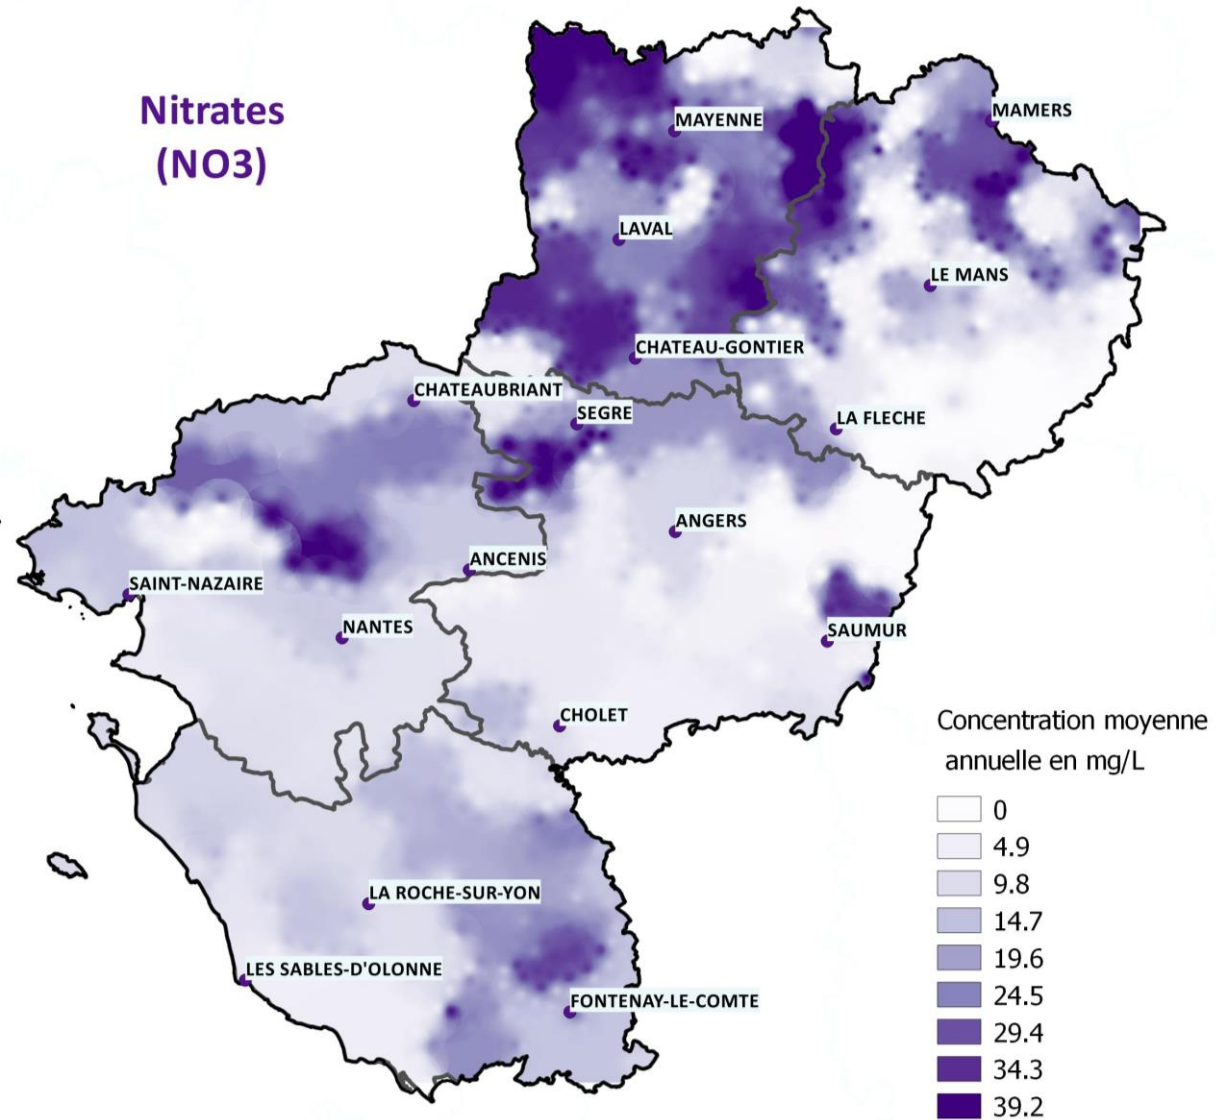 Nitrates
(NO3)
MAYENNE
MAMERS
LAVAL
LE MANS
CHATEAU-GONTIER
CHATEAUBRIANT
SEGRE
LA FLECHE
ANGERS
ANCENIS
SAINT-NAZAIRE
NANTES
SAUMUR
CHOLET
LA ROCHE-SUR-YON
LES SABLES-D'OLONNE
FONTENAY-LE-COMTE
Concentration moyenne
annuelle en mg/L
0
4.9
9.8
14.7
19.6
24.5
29.4
34.3
39.2